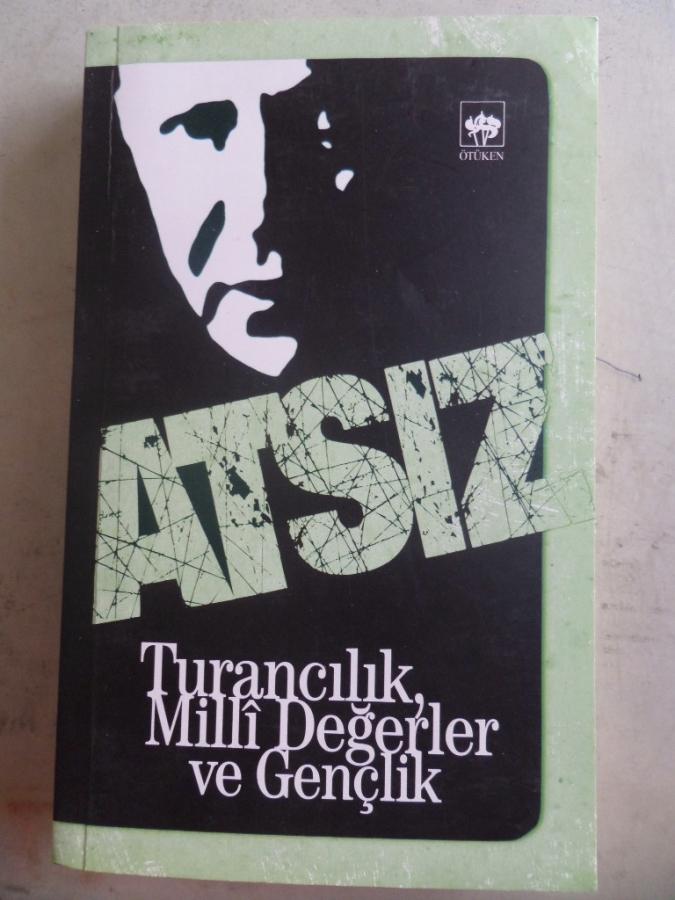 ÖTÜKEN
ATSIZ
Turancılık,
Millî Değerler
ve Gençlik